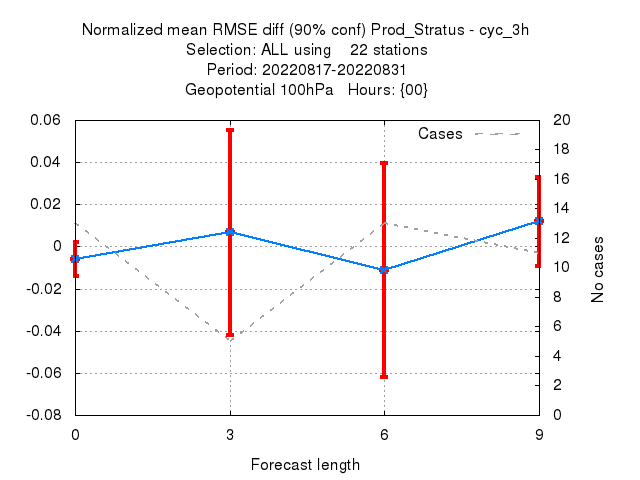 Normalized mean RMSE diff (90% conf) Prod_Stratus - cyc_3h
Selection: ALL using    22 stations
Period: 20220817-20220831
Geopotential 100hPa   Hours: {00}
Cases
0.06
0.04
0.02
0
-0.02
-0.04
-0.06
-0.08
20
18
16
14
12
10
8
6
4
2
0
No cases
0 3 6 9
Forecast length